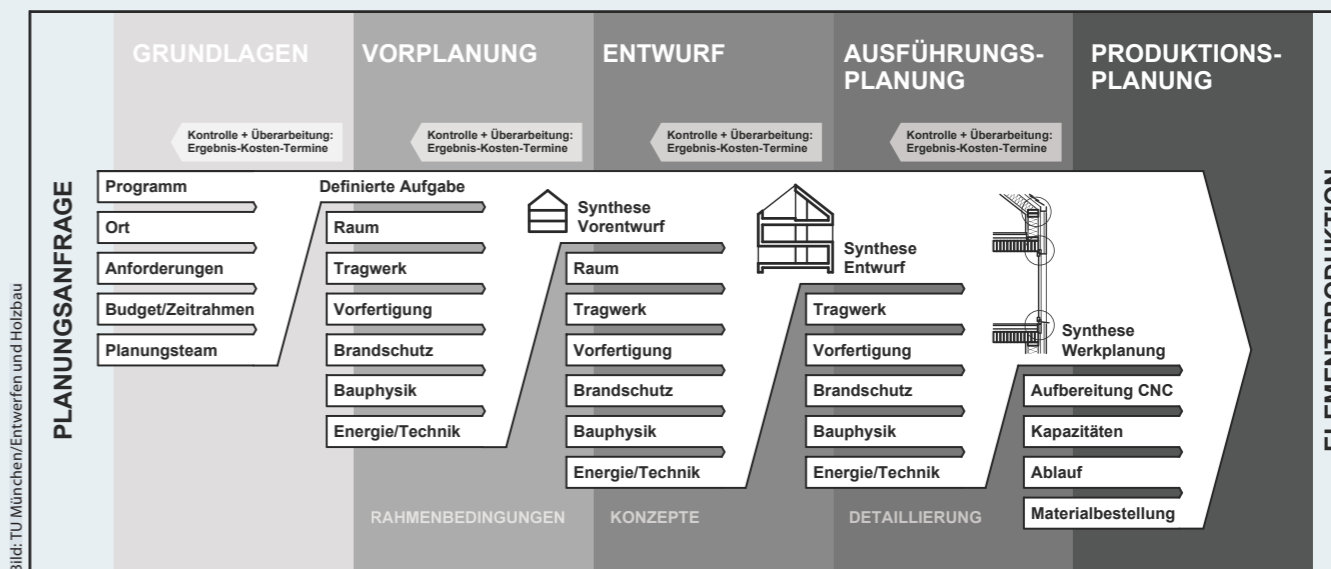 GRUNDLAGEN
VORPLANUNG
ENTWURF
AUSFÜHRUNGS-
PLANUNG
PRODUKTIONS-
PLANUNG
Kontrolle + Überarbeitung:
Ergebnis-Kosten-Termine
Kontrolle + Überarbeitung:
Ergebnis-Kosten-Termine
Kontrolle + Überarbeitung:
Ergebnis-Kosten-Termine
Kontrolle + Überarbeitung:
Ergebnis-Kosten-Termine
PLANUNGSANFRAGE
Programm
Ort
Anforderungen
Budget/Zeitrahmen
Planungsteam
Definierte Aufgabe
Raum
Tragwerk
Vorfertigung
Brandschutz
Bauphysik
Energie/Technik
Synthese
Vorentwurf
Raum
Tragwerk
Vorfertigung
Brandschutz
Bauphysik
Energie/Technik
Synthese
Entwurf
Tragwerk
Vorfertigung
Brandschutz
Bauphysik
Energie/Technik
Synthese
Werkplanung
Aufbereitung CNC
Kapazitäten
Ablauf
Materialbestellung
RAHMENBEDINGUNGEN
KONZEPTE
DETAILLIERUNG
ELEMENTPRODUKTION
Bild: TU München/Entwerfen und Holzbau